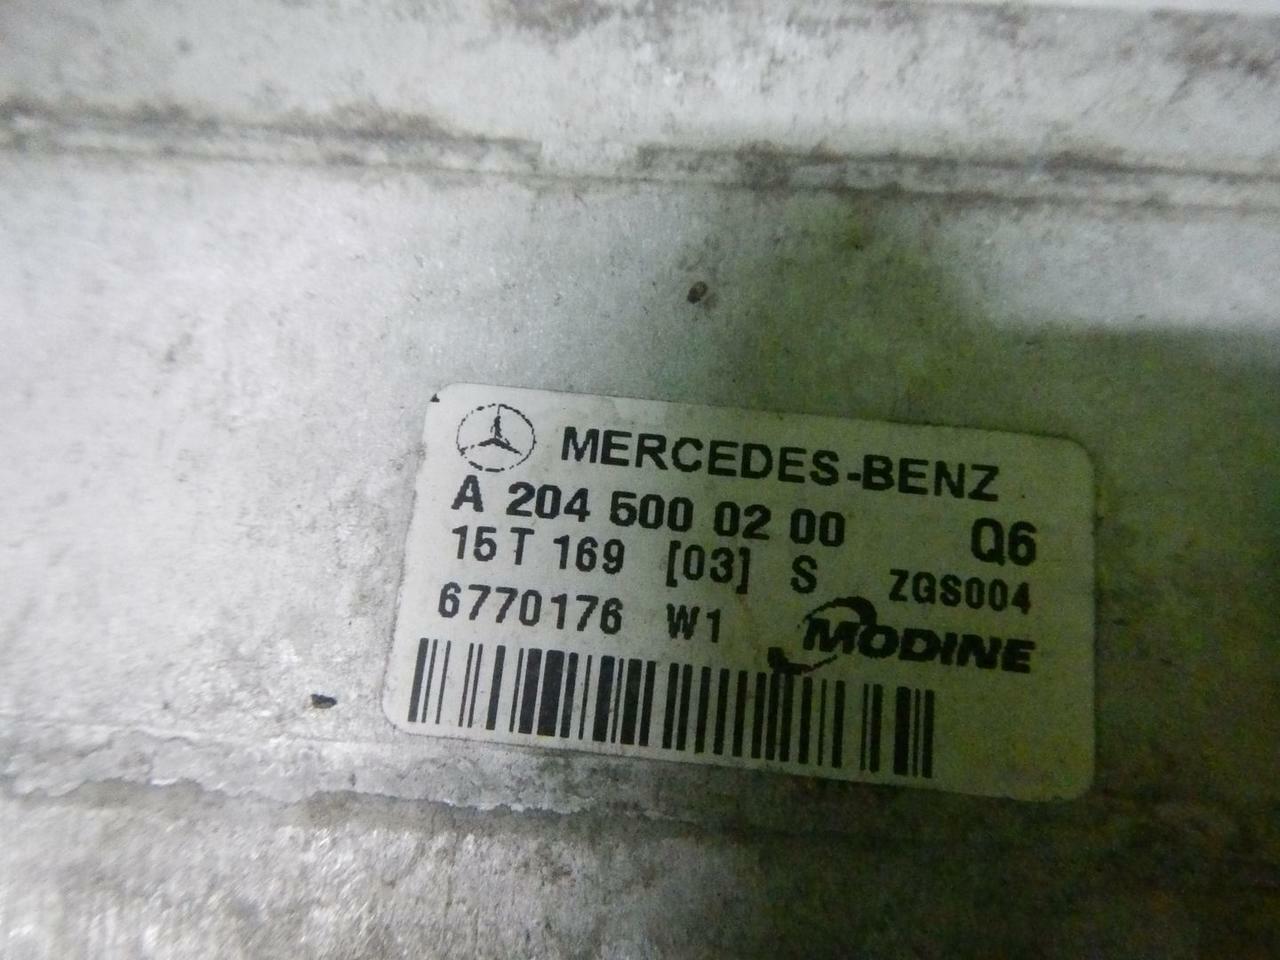 MERCEDES-BENZ
A 204 500 02 00 Q6
15 T 169 [03] S ZGS004
6770176 W1 MODINE